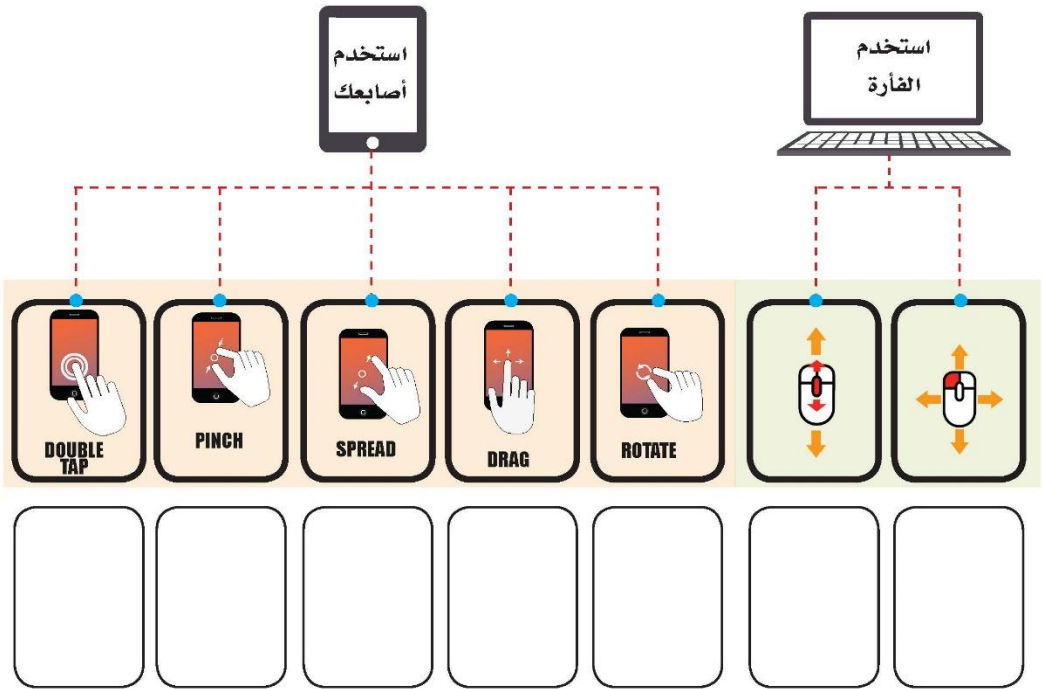 استخدم
أصابعك
استخدم
الفأرة
DOUBLE
TAP
PINCH
SPREAD
DRAG
ROTATE